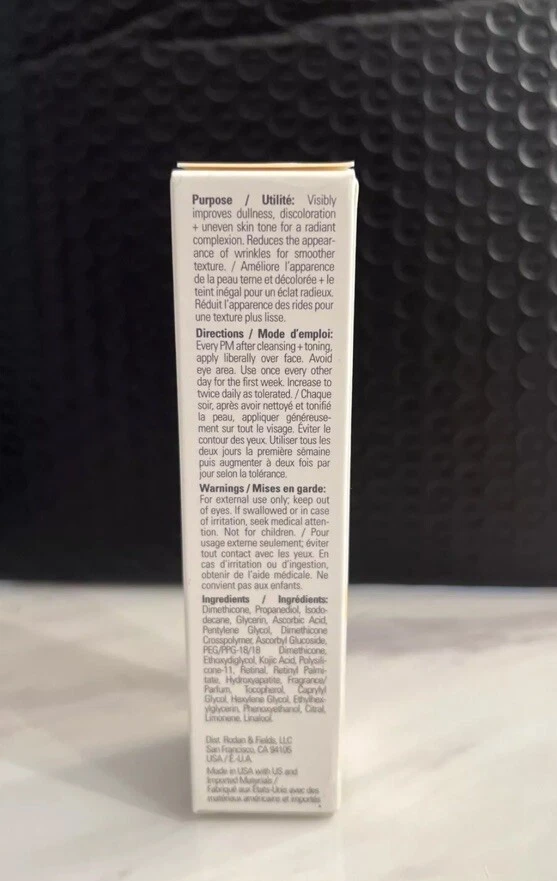 Purpose / Utilité: Visibly
improves dullness, discoloration
+ uneven skin tone for a radiant
complexion. Reduces the appear-
ance of wrinkles for smoother
texture. / Améliore l'apparence
de la peau terne et décolorée + le
teint inégal pour un éclat radieux.
Réduit l'apparence des rides pour
une texture plus lisse.
Directions / Mode d'emploi:
Every PM after cleansing + toning,
apply liberally over face. Avoid
eye area. Use once every other
day for the first week. Increase to
twice daily as tolerated. / Chaque
soir, après avoir nettoyé et tonifié
la peau, appliquer généreuse-
ment sur tout le visage. Éviter le
contour des yeux. Utiliser tous les
deux jours la première semaine
puis augmenter à deux fois par
jour selon la tolérance.
Warnings / Mises en garde:
For external use only; keep out
of eyes. If swallowed or in case
of irritation, seek medical atten-
tion. Not for children. / Pour
usage externe seulement; éviter
tout contact avec les yeux. En
cas d'irritation ou d'ingestion,
obtenir de l'aide médicale. Ne
convient pas aux enfants.
Ingredients / Ingrédients:
Dimethicone, Propanediol, Isodo-
decane, Glycerin, Ascorbic Acid,
Pentylene Glycol, Dimethicone
Crosspolymer, Ascorbyl Glucoside,
PEG/PPG-18/18 Dimethicone,
Ethoxydiglycol, Kojic Acid, Polysili-
cone-11, Retinal, Retinyl Palmi-
tate, Hydroxyapatite, Fragrance/
Parfum, Tocopherol, Caprylyl
Glycol, Hexylene Glycol, Ethylhex-
ylglycerin, Phenoxyethanol, Citral,
Limonene, Linalool.
Dist. Rodan & Fields, LLC
San Francisco, CA 94105
USA / É.-U.A.
Made in USA with US and
Imported Materials /
Fabriqué aux États-Unis avec des
matériaux américains et importés